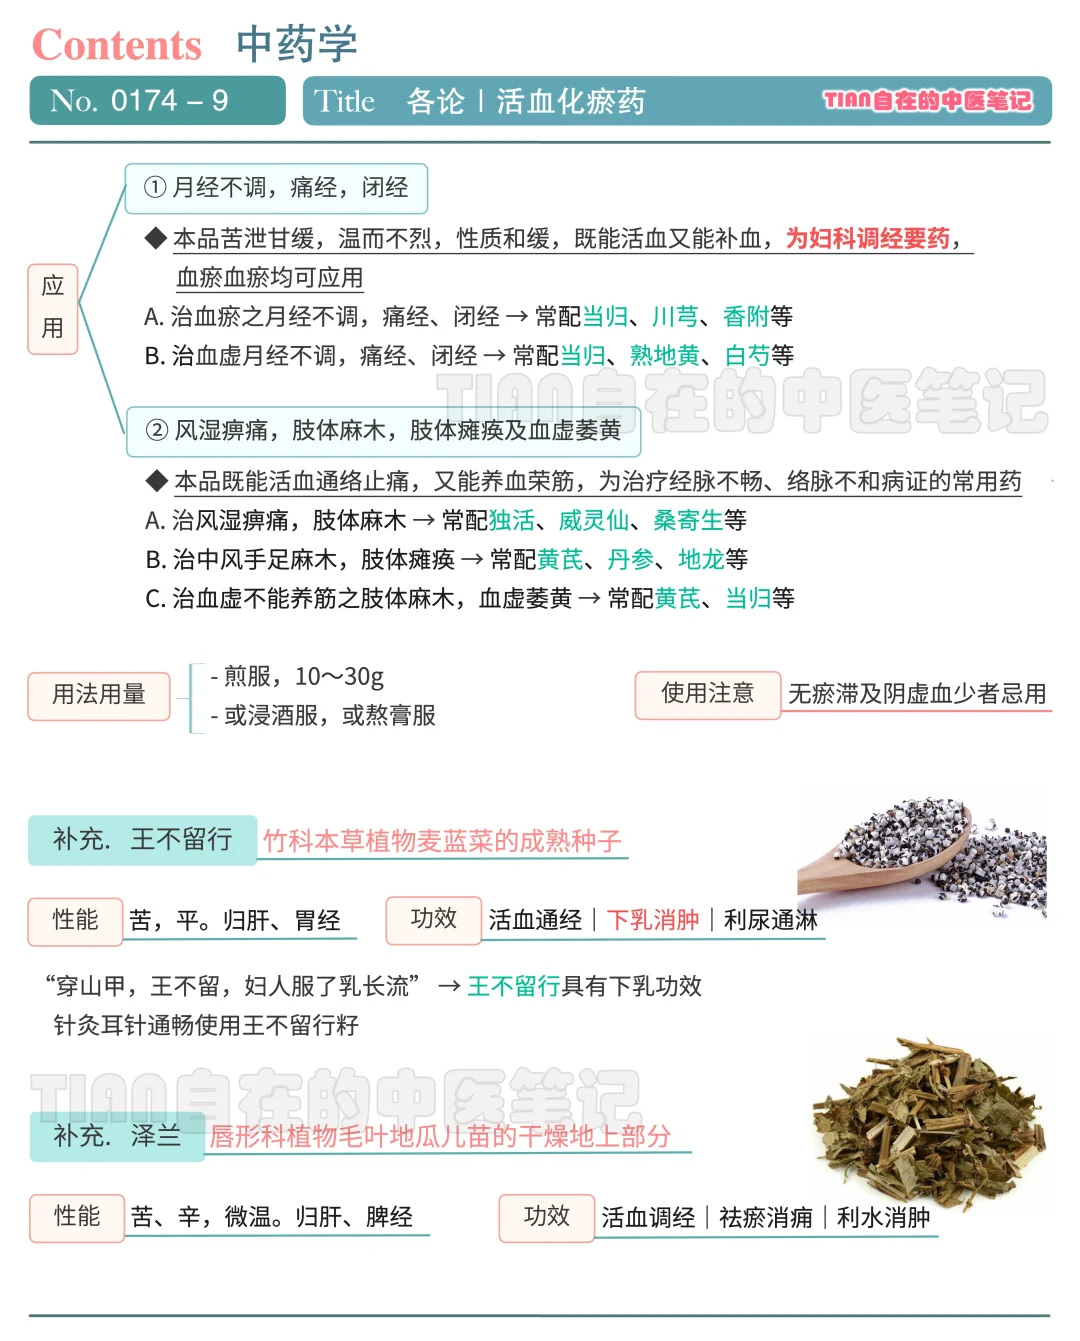 Contents 中药学
No. 0174 – 9 Title 各论 | 活血化瘀药 TIAN自在的中医笔记
应用
① 月经不调，痛经，闭经
◆ 本品苦泄甘缓，温而不烈，性质和缓，既能活血又能补血，为妇科调经要药，
血瘀血瘀均可应用
A. 治血瘀之月经不调，痛经、闭经 → 常配当归、川芎、香附等
B. 治血虚月经不调，痛经、闭经 → 常配当归、熟地黄、白芍等
TIAN自在的中医笔记
② 风湿痹痛，肢体麻木，肢体瘫痪及血虚萎黄
◆ 本品既能活血通络止痛，又能养血荣筋，为治疗经脉不畅、络脉不和病证的常用药
A. 治风湿痹痛，肢体麻木 → 常配独活、威灵仙、桑寄生等
B. 治中风手足麻木，肢体瘫痪 → 常配黄芪、丹参、地龙等
C. 治血虚不能养筋之肢体麻木，血虚萎黄 → 常配黄芪、当归等
用法用量
- 煎服，10～30g
- 或浸酒服，或熬膏服
使用注意 无瘀滞及阴虚血少者忌用
补充. 王不留行 竹科本草植物麦蓝菜的成熟种子
性能 苦，平。归肝、胃经 功效 活血通经｜下乳消肿｜利尿通淋
“穿山甲，王不留，妇人服了乳长流” → 王不留行具有下乳功效
针灸耳针通畅使用王不留行籽
TIAN自在的中医笔记
补充. 泽兰 唇形科植物毛叶地瓜儿苗的干燥地上部分
性能 苦、辛，微温。归肝、脾经 功效 活血调经｜祛瘀消痈｜利水消肿